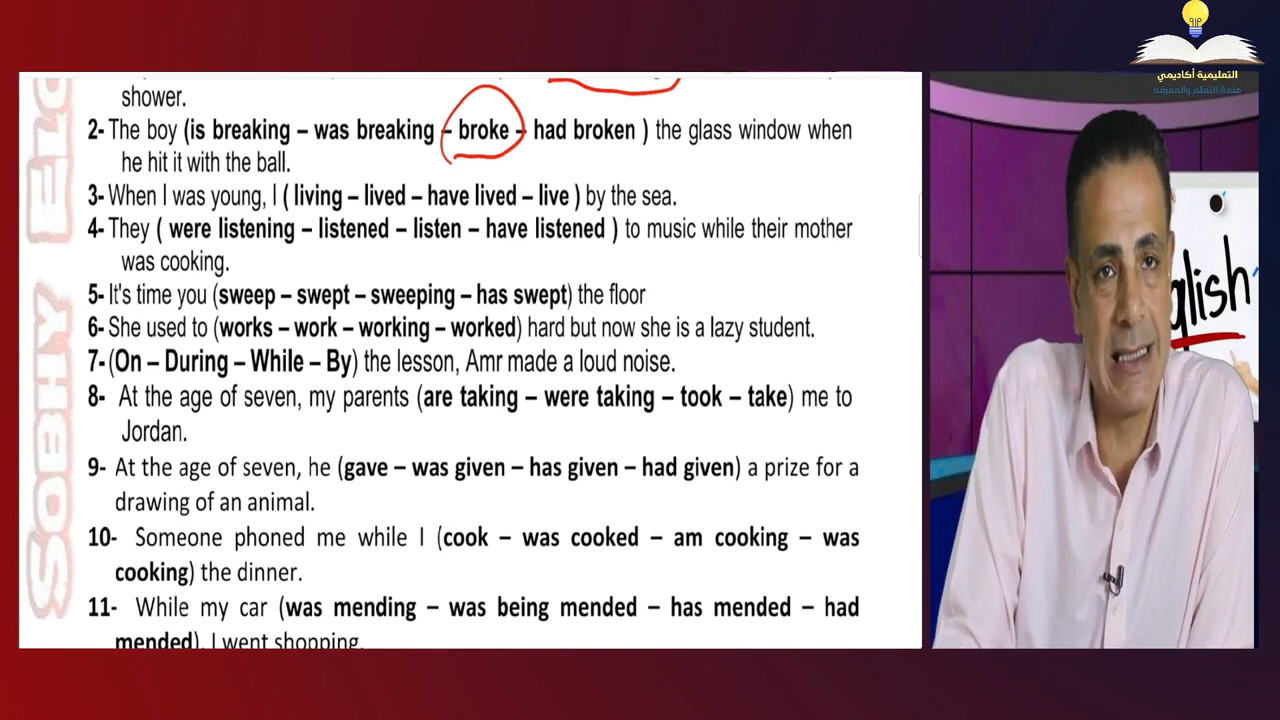 التعليمية أكاديمي
منصة التعلم والمعرفه
shower.
2- The boy (is breaking – was breaking – broke – had broken ) the glass window when
he hit it with the ball.
3- When I was young, I ( living – lived – have lived – live ) by the sea.
4- They ( were listening – listened – listen – have listened ) to music while their mother
was cooking.
5- It's time you (sweep – swept – sweeping – has swept) the floor
6- She used to (works – work – working – worked) hard but now she is a lazy student.
7- (On – During – While – By) the lesson, Amr made a loud noise.
8- At the age of seven, my parents (are taking – were taking – took – take) me to
Jordan.
9- At the age of seven, he (gave – was given – has given – had given) a prize for a
drawing of an animal.
10- Someone phoned me while I (cook – was cooked – am cooking – was
cooking) the dinner.
11- While my car (was mending – was being mended – has mended – had
mended), I went shopping.
SOBHY
glish